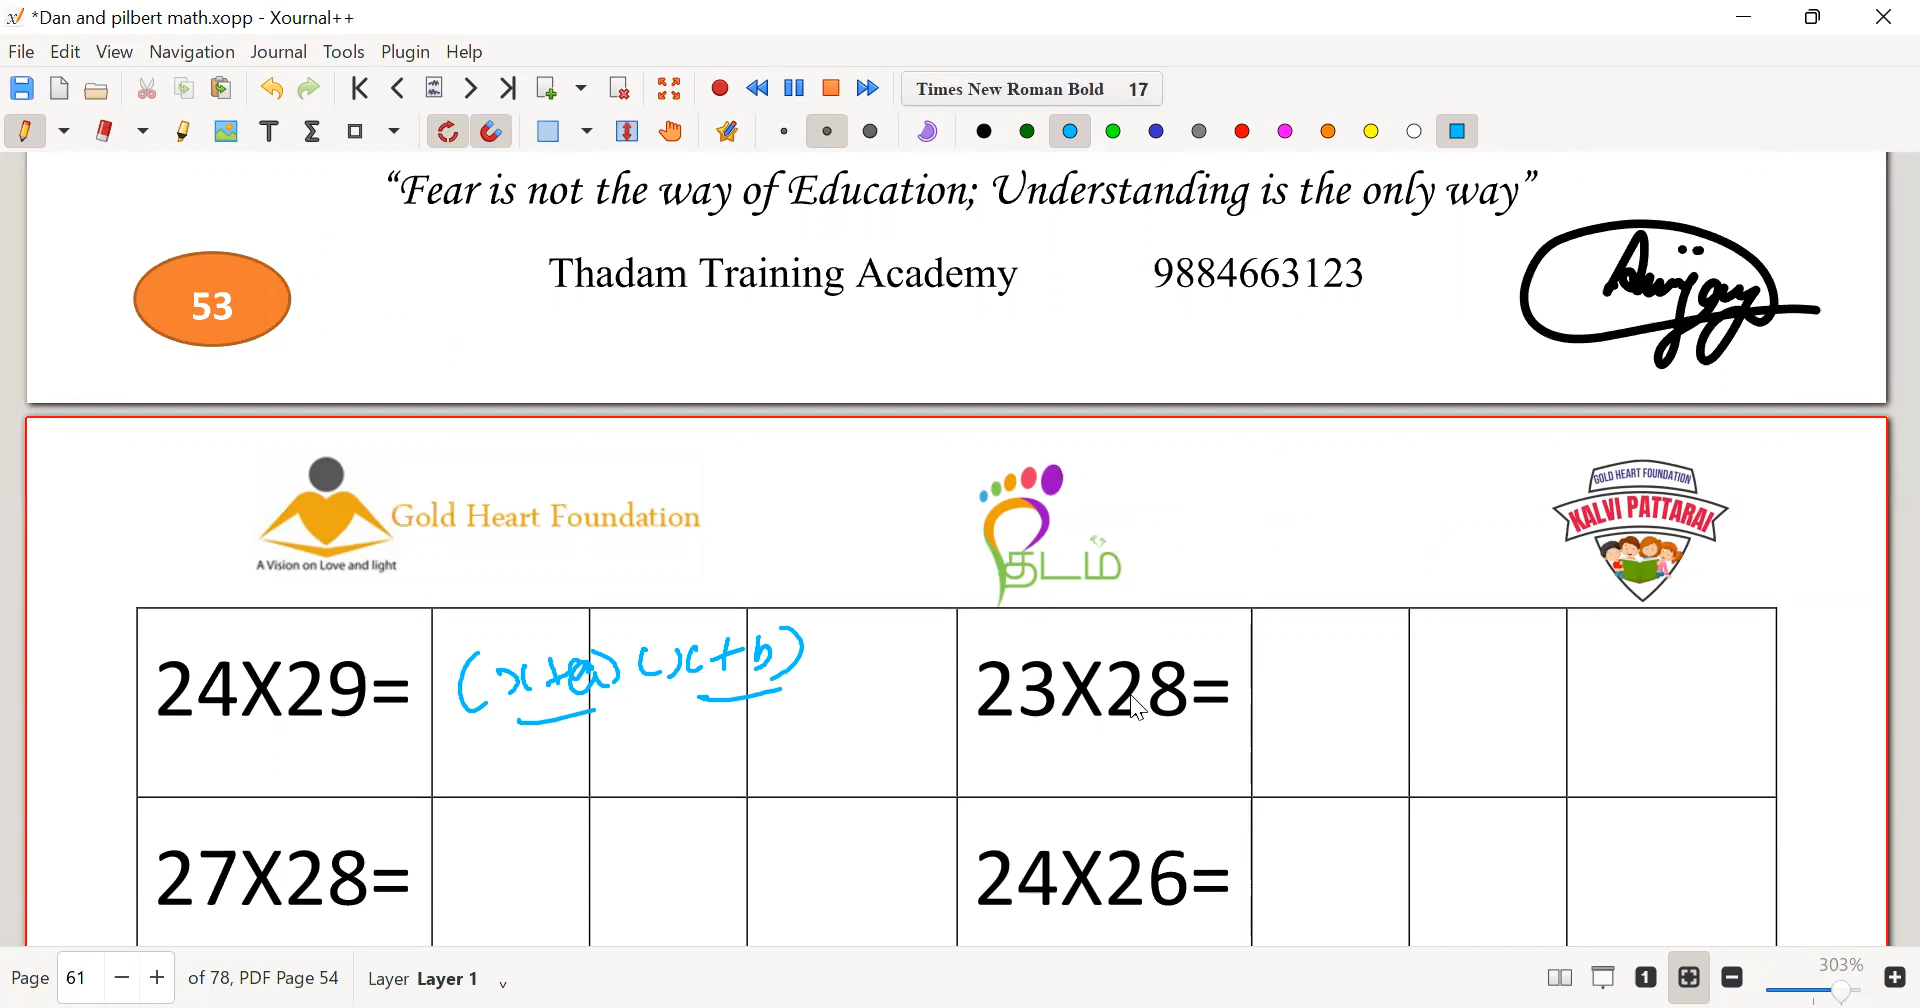 *Dan and pilbert math.xopp - Xournal++
File Edit View Navigation Journal Tools Plugin Help
Times New Roman Bold 17
“Fear is not the way of Education; Understanding is the only way”
53
Thadam Training Academy 9884663123
Gold Heart Foundation
A Vision on Love and light
தடம்
GOLD HEART FOUNDATION
KALVI PATTARAI
24X29= (x+a) (x+b) 23X28=
27X28= 24X26=
Page 61 of 78, PDF Page 54 Layer Layer 1 303%